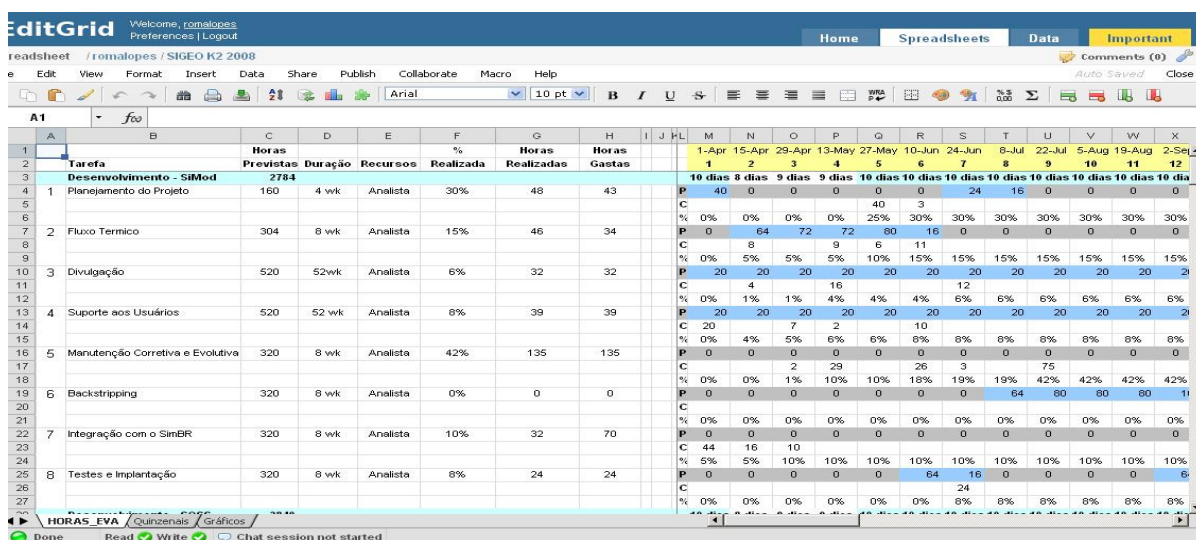 EditGrid Welcome, romalopes
Preferences | Logout
Home Spreadsheets Data Important
readsheet /romalopes / SIGEO K2 2008 Comments (0)
e Edit View Format Insert Data Share Publish Collaborate Macro Help Auto Saved Close
Arial 10 pt B I U S Σ
A1 fx
A B C D E F G H I J K L M N O P Q R S T U V W X
1 Horas % Horas Horas 1-Apr 15-Apr 29-Apr 13-May 27-May 10-Jun 24-Jun 8-Jul 22-Jul 5-Aug 19-Aug 2-Sep
2 Tarefa Previstas Duração Recursos Realizada Realizadas Gastas 1 2 3 4 5 6 7 8 9 10 11 12
3 Desenvolvimento - SiMod 2784 10 dias 8 dias 9 dias 9 dias 10 dias 10 dias 10 dias 10 dias 10 dias 10 dias 10 dias 10 dia
4 1 Planejamento do Projeto 160 4 wk Analista 30% 48 43 P 40 0 0 0 0 0 24 16 0 0 0 0
5 C 40 3
6 % 0% 0% 0% 0% 25% 30% 30% 30% 30% 30% 30% 30%
7 2 Fluxo Termico 304 8 wk Analista 15% 46 34 P 0 64 72 72 80 16 0 0 0 0 0 0
8 C 8 9 6 11
9 % 0% 5% 5% 5% 10% 15% 15% 15% 15% 15% 15% 15%
10 3 Divulgação 520 52wk Analista 6% 32 32 P 20 20 20 20 20 20 20 20 20 20 20 2
11 C 4 16 12
12 % 0% 1% 1% 4% 4% 4% 6% 6% 6% 6% 6% 6%
13 4 Suporte aos Usuários 520 52 wk Analista 8% 39 39 P 20 20 20 20 20 20 20 20 20 20 20 2
14 C 20 7 2 10
15 % 0% 4% 5% 6% 6% 8% 8% 8% 8% 8% 8% 8%
16 5 Manutenção Corretiva e Evolutiva 320 8 wk Analista 42% 135 135 P 0 0 0 0 0 0 0 0 0 0 0 0
17 C 2 29 26 3 75
18 % 0% 0% 1% 10% 10% 18% 19% 19% 42% 42% 42% 42%
19 6 Backstripping 320 8 wk Analista 0% 0 0 P 0 0 0 0 0 0 0 64 80 80 80 1
20 C
21 % 0% 0% 0% 0% 0% 0% 0% 0% 0% 0% 0% 0%
22 7 Integração com o SimBR 320 8 wk Analista 10% 32 70 P 0 0 0 0 0 0 0 0 0 0 0 0
23 C 44 16 10
24 % 5% 5% 10% 10% 10% 10% 10% 10% 10% 10% 10% 10%
25 8 Testes e Implantação 320 8 wk Analista 8% 24 24 P 0 0 0 0 0 64 16 0 0 0 0 6
26 C 24
27 % 0% 0% 0% 0% 0% 0% 8% 8% 8% 8% 8% 8%
HORAS_EVA Quinzenais Gráficos
Done Read Write Chat session not started